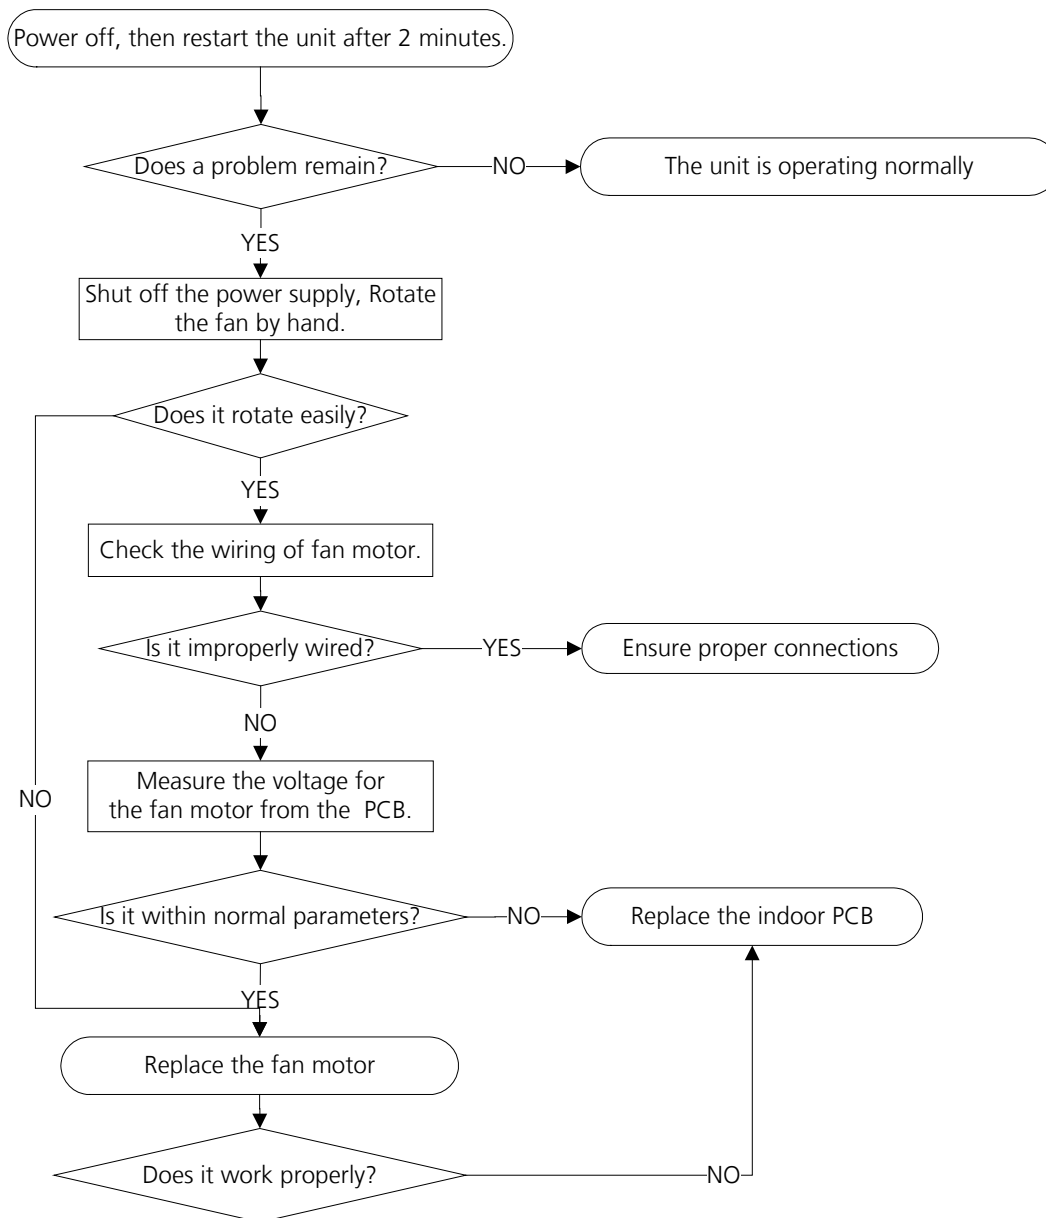 Power off, then restart the unit after 2 minutes.
Does a problem remain?
NO
The unit is operating normally
YES
Shut off the power supply, Rotate
the fan by hand.
Does it rotate easily?
YES
Check the wiring of fan motor.
Is it improperly wired?
YES
Ensure proper connections
NO
Measure the voltage for
the fan motor from the PCB.
NO
Is it within normal parameters?
NO
Replace the indoor PCB
YES
Replace the fan motor
Does it work properly?
NO